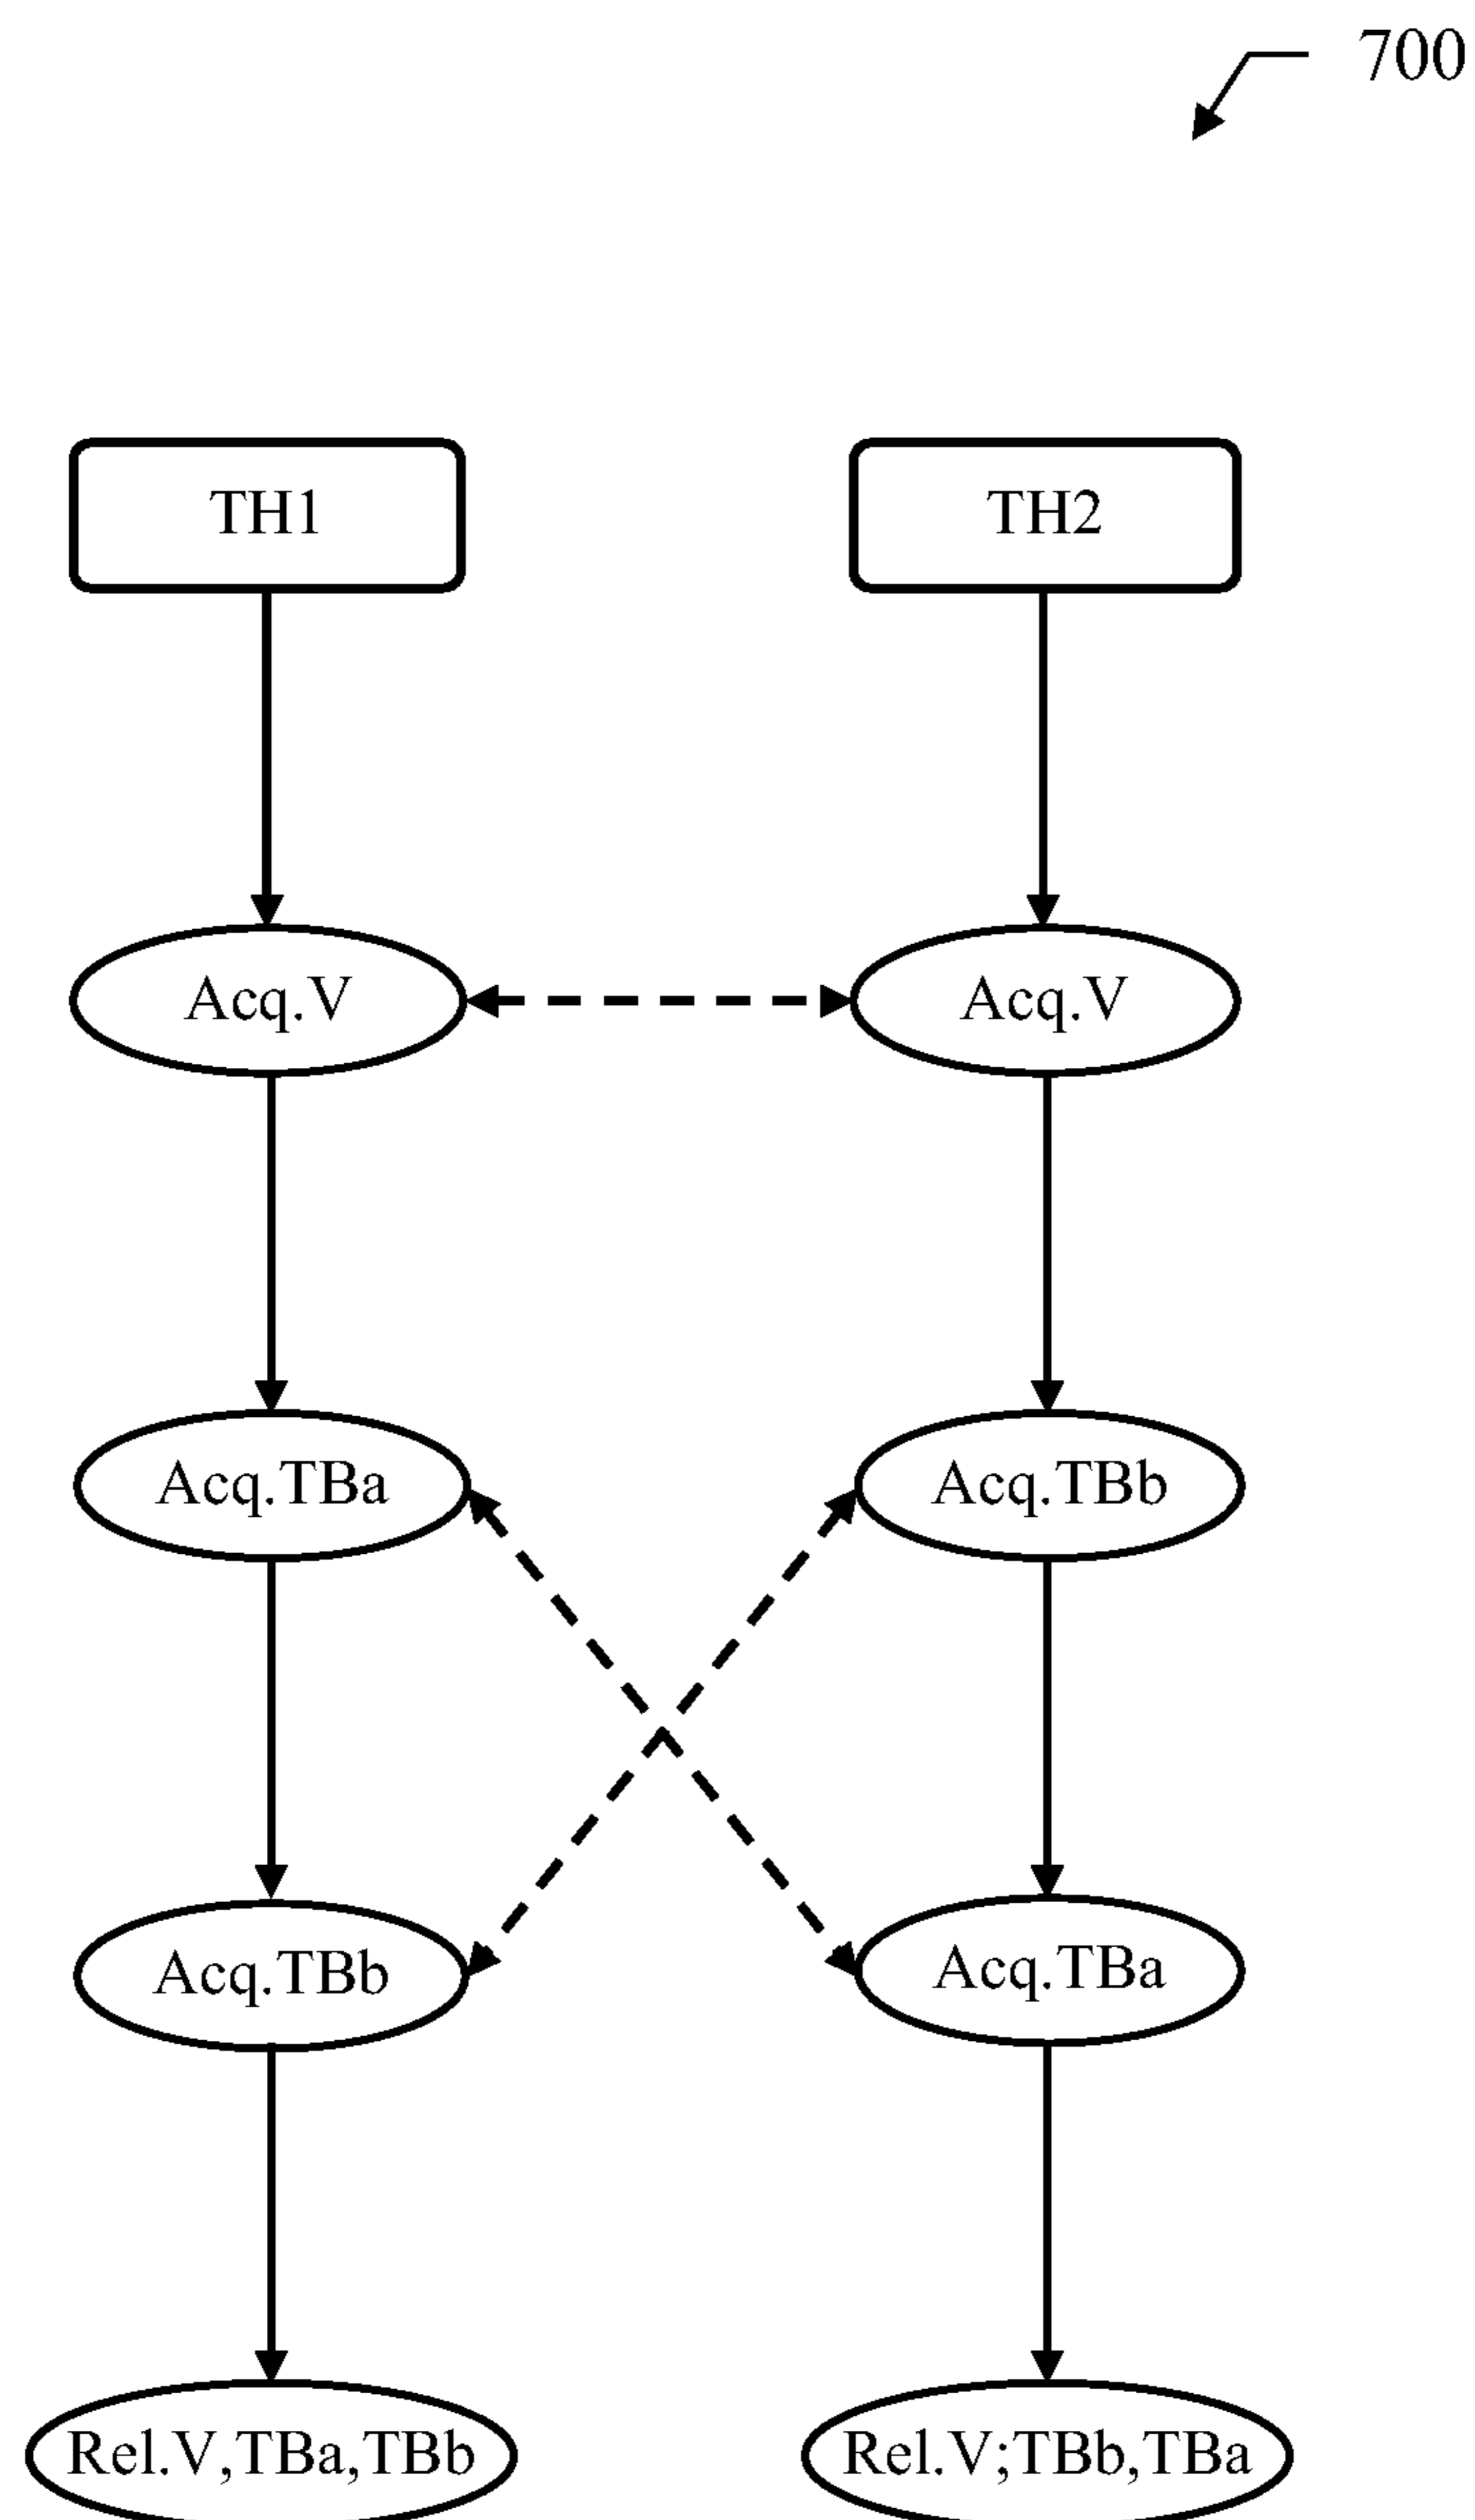 700
TH1
TH2
Acq.V
Acq.V
Acq.TBa
Acq.TBb
Acq.TBb
Acq.TBa
Rel.V,TBa,TBb
Rel.V;TBb,TBa